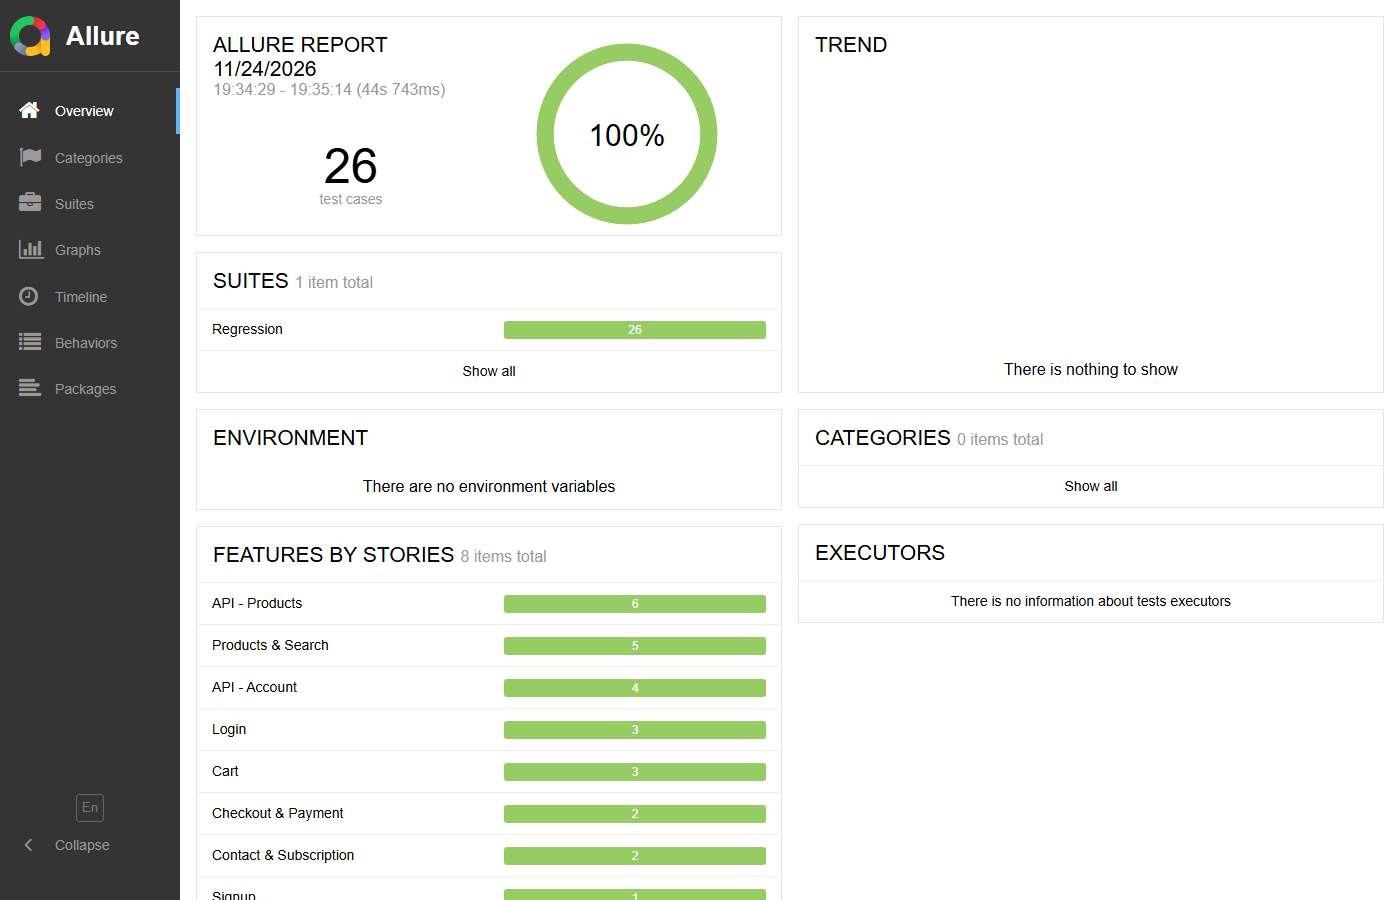 Allure
Overview
Categories
Suites
Graphs
Timeline
Behaviors
Packages
En
Collapse
ALLURE REPORT
11/24/2026
19:34:29 - 19:35:14 (44s 743ms)
26
test cases
100%
SUITES 1 item total
Regression 26
Show all
ENVIRONMENT
There are no environment variables
FEATURES BY STORIES 8 items total
API - Products 6
Products & Search 5
API - Account 4
Login 3
Cart 3
Checkout & Payment 2
Contact & Subscription 2
Signup 1
TREND
There is nothing to show
CATEGORIES 0 items total
Show all
EXECUTORS
There is no information about tests executors